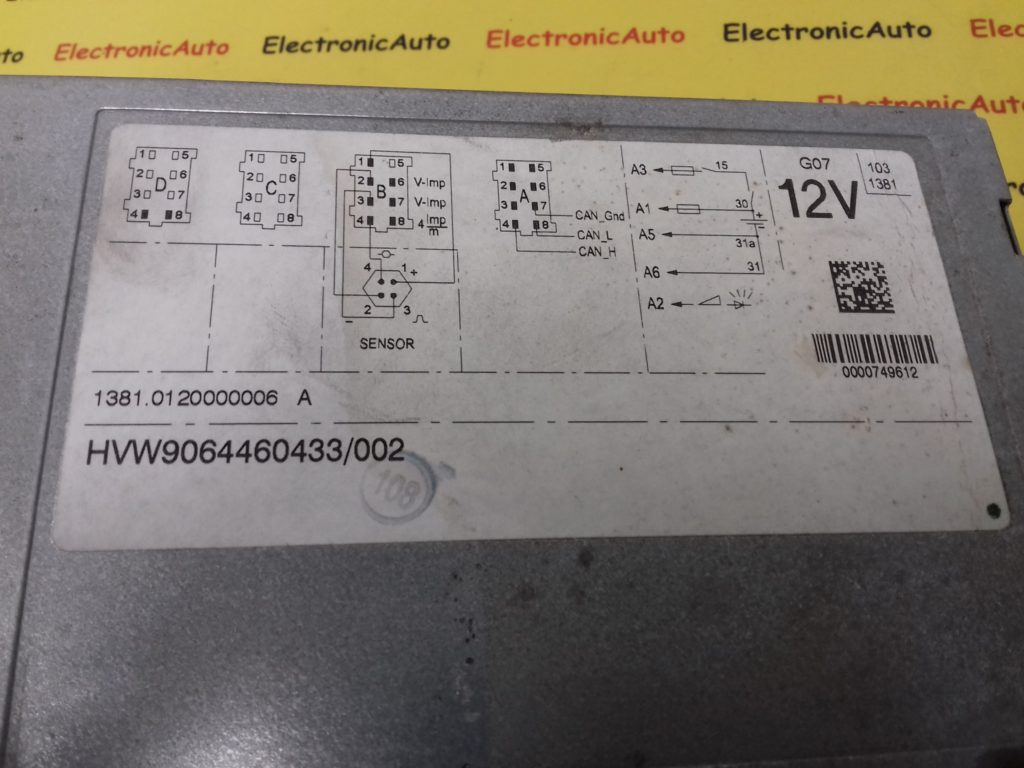 ElectronicAuto ElectronicAuto ElectronicAuto ElectronicAuto
ElectronicAuto
1 5
2 6
3 7
4 8
D
1 5
2 6
3 7
4 8
C
1 5
2 6 V-Imp
3 7 V-Imp
4 8 4 Imp/m
B
4 1 +
2 3
−
SENSOR
1 5
2 6
3 7
4 8
A
CAN_Gnd
CAN_L
CAN_H
A3 15
A1 30
+
−
A5 31a
A6 31
A2
G07
12V
103
1381
0000749612
1381.0120000006 A
HVW9064460433/002
108